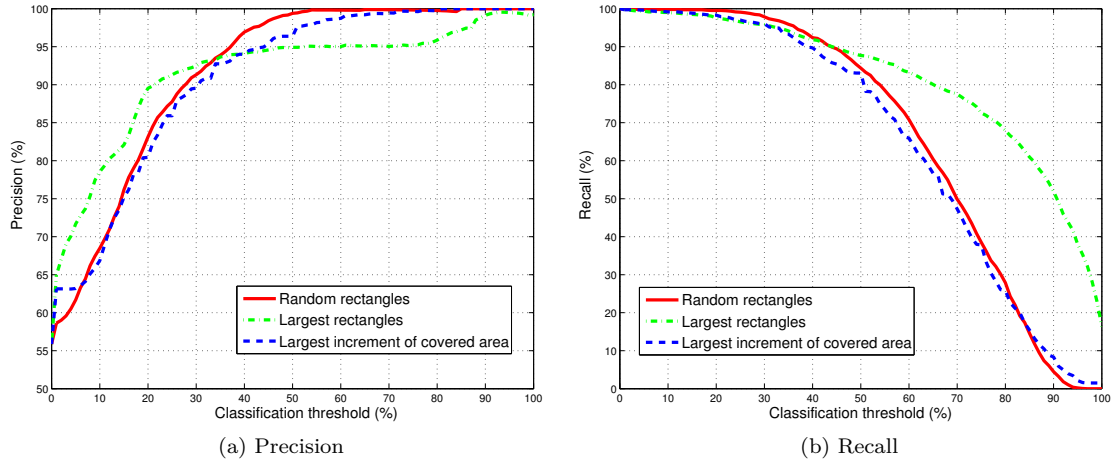 100
95
90
85
80
75
70
65
60
55
50
Precision (%)
0 10 20 30 40 50 60 70 80 90 100
Classification threshold (%)
Random rectangles
Largest rectangles
Largest increment of covered area
(a) Precision
100
90
80
70
60
50
40
30
20
10
0
Recall (%)
0 10 20 30 40 50 60 70 80 90 100
Classification threshold (%)
Random rectangles
Largest rectangles
Largest increment of covered area
(b) Recall